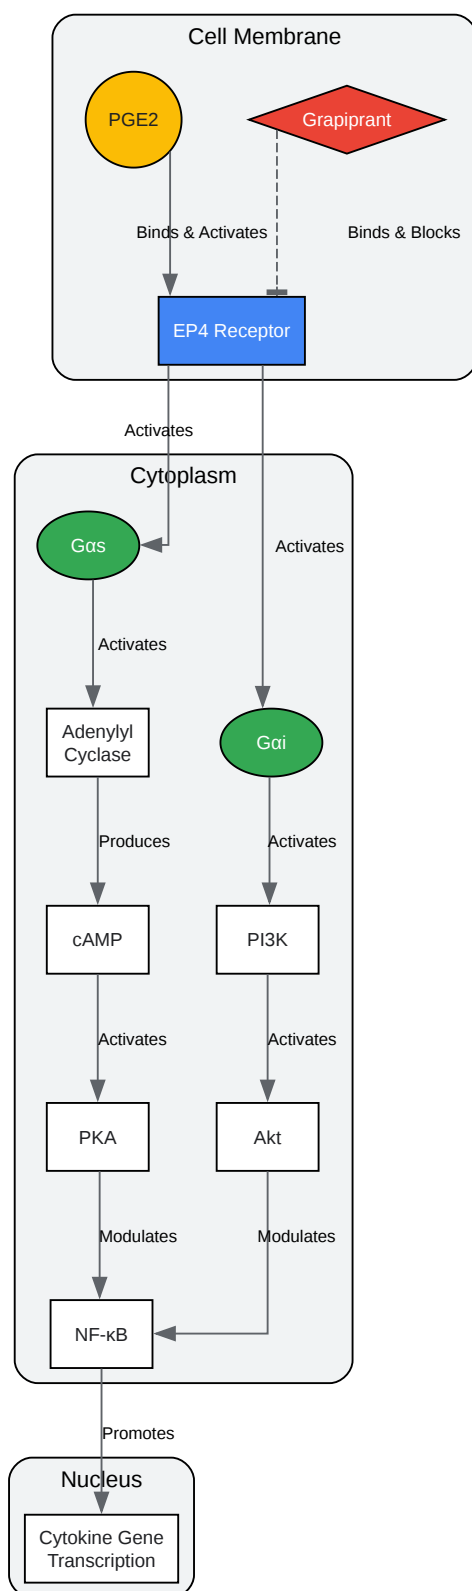 Cell Membrane
PGE2
Grapiprant
Binds & Activates
Binds & Blocks
EP4 Receptor
Activates
Cytoplasm
Gαs
Activates
Activates
Adenylyl
Cyclase
Gαi
Produces
Activates
cAMP
PI3K
Activates
Activates
PKA
Akt
Modulates
Modulates
NF-κB
Promotes
Nucleus
Cytokine Gene
Transcription